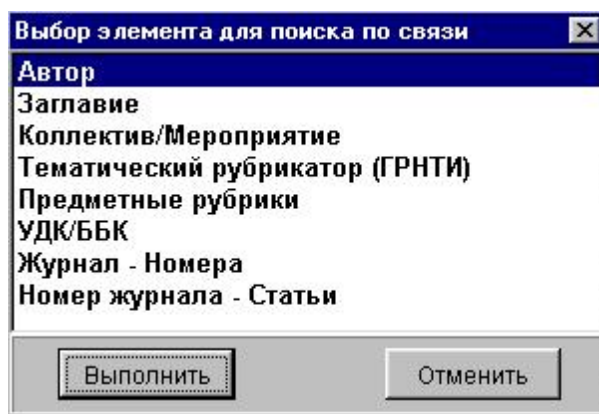 Выбор элемента для поиска по связи
Автор
Заглавие
Коллектив/Мероприятие
Тематический рубрикатор (ГРНТИ)
Предметные рубрики
УДК/ББК
Журнал - Номера
Номер журнала - Статьи
Выполнить Отменить